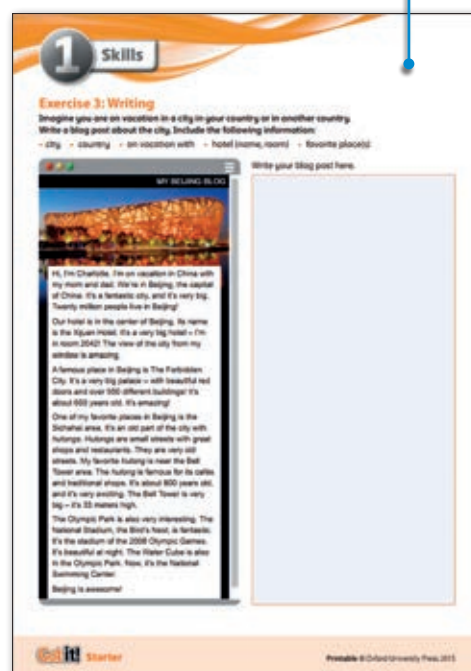 1 Skills
Exercise 3: Writing
Imagine you are on vacation in a city in your country or in another country.
Write a blog post about the city. Include the following information:
• city • country • on vacation with • hotel (name, room) • favorite place(s)
Write your blog post here.
MY BEIJING BLOG
Hi, I'm Charlotte. I'm on vacation in China with
my mom and dad. We're in Beijing, the capital
of China. It's a fantastic city, and it's very big.
Twenty million people live in Beijing!
Our hotel is in the center of Beijing. Its name
is the Xijuan Hotel. It's a very big hotel – I'm
in room 2042! The view of the city from my
window is amazing.
A famous place in Beijing is The Forbidden
City. It's a very big palace – with beautiful red
doors and over 900 different buildings! It's
about 600 years old. It's amazing!
One of my favorite places in Beijing is the
Shichahai area. It's an old part of the city with
hutongs. Hutongs are small streets with great
shops and restaurants. They are very old
streets. My favorite hutong is near the Bell
Tower area. The hutong is famous for its cafés
and traditional shops. It's about 800 years old,
and it's very exciting. The Bell Tower is very
big – it's 33 meters high.
The Olympic Park is also very interesting. The
National Stadium, the Bird's Nest, is fantastic.
It's the stadium of the 2008 Olympic Games.
It's beautiful at night. The Water Cube is also
in the Olympic Park. Now, it's the National
Swimming Center.
Beijing is awesome!
Got it! Starter
Printable © Oxford University Press 2015